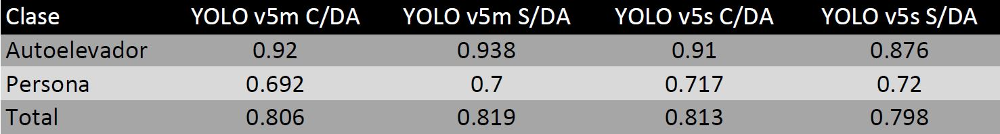 Clase YOLO v5m C/DA YOLO v5m S/DA YOLO v5s C/DA YOLO v5s S/DA
Autoelevador 0.92 0.938 0.91 0.876
Persona 0.692 0.7 0.717 0.72
Total 0.806 0.819 0.813 0.798